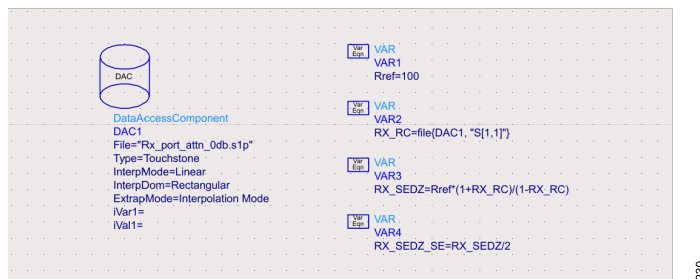 DAC
DataAccessComponent
DAC1
File="Rx_port_attn_0db.s1p"
Type=Touchstone
InterpMode=Linear
InterpDom=Rectangular
ExtrapMode=Interpolation Mode
iVar1=
iVal1=
Var
Eqn
VAR
VAR1
Rref=100
Var
Eqn
VAR
VAR2
RX_RC=file{DAC1, "S[1,1]"}
Var
Eqn
VAR
VAR3
RX_SEDZ=Rref*(1+RX_RC)/(1-RX_RC)
Var
Eqn
VAR
VAR4
RX_SEDZ_SE=RX_SEDZ/2